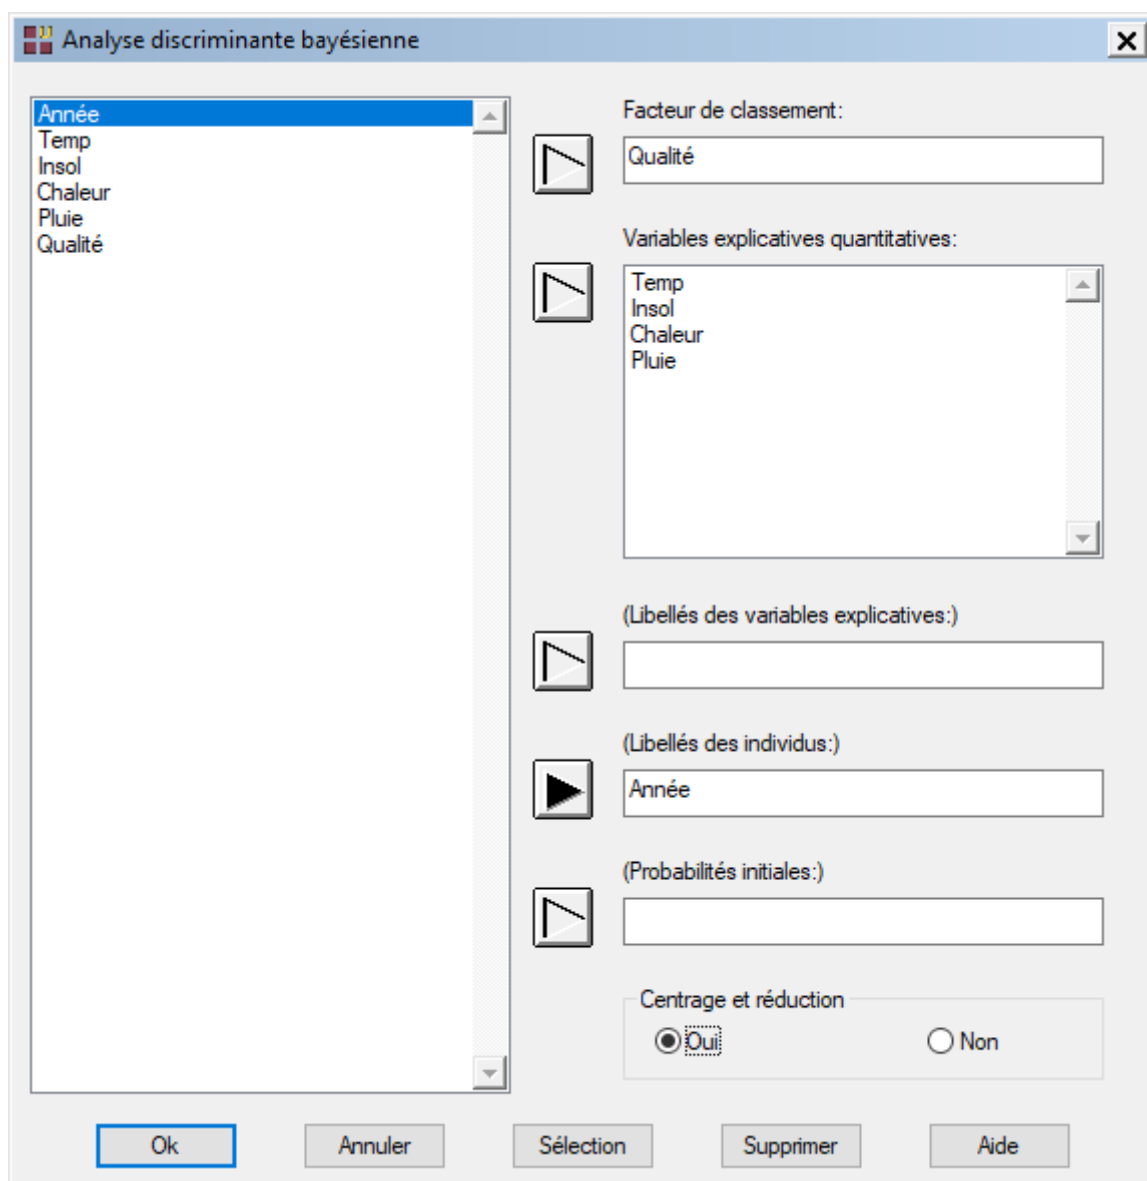 Analyse discriminante bayésienne
Année
Temp
Insol
Chaleur
Pluie
Qualité
Facteur de classement:
Qualité
Variables explicatives quantitatives:
Temp
Insol
Chaleur
Pluie
(Libellés des variables explicatives:)
(Libellés des individus:)
Année
(Probabilités initiales:)
Centrage et réduction
Oui Non
Ok Annuler Sélection Supprimer Aide